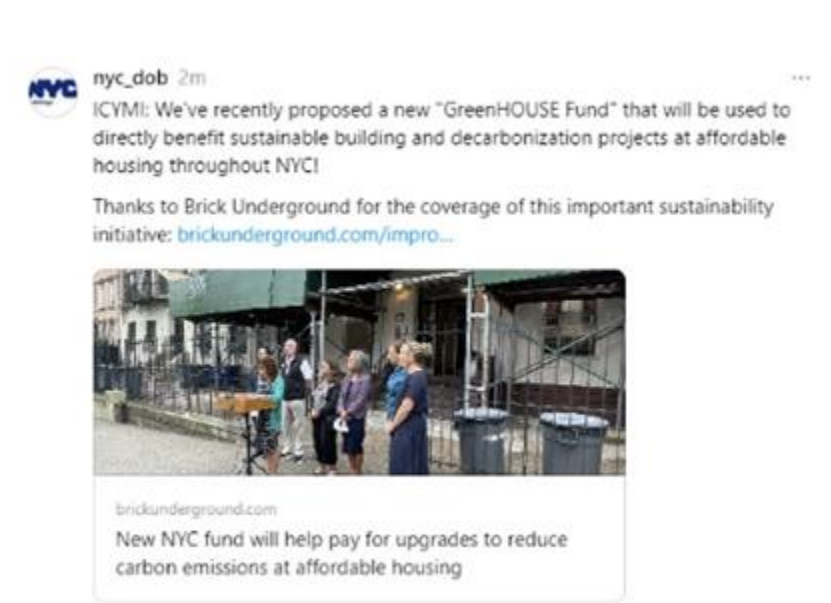 nyc_dob 2m
ICYMI: We've recently proposed a new "GreenHOUSE Fund" that will be used to
directly benefit sustainable building and decarbonization projects at affordable
housing throughout NYC!
Thanks to Brick Underground for the coverage of this important sustainability
initiative: brickunderground.com/impro...
brickunderground.com
New NYC fund will help pay for upgrades to reduce
carbon emissions at affordable housing
NYC